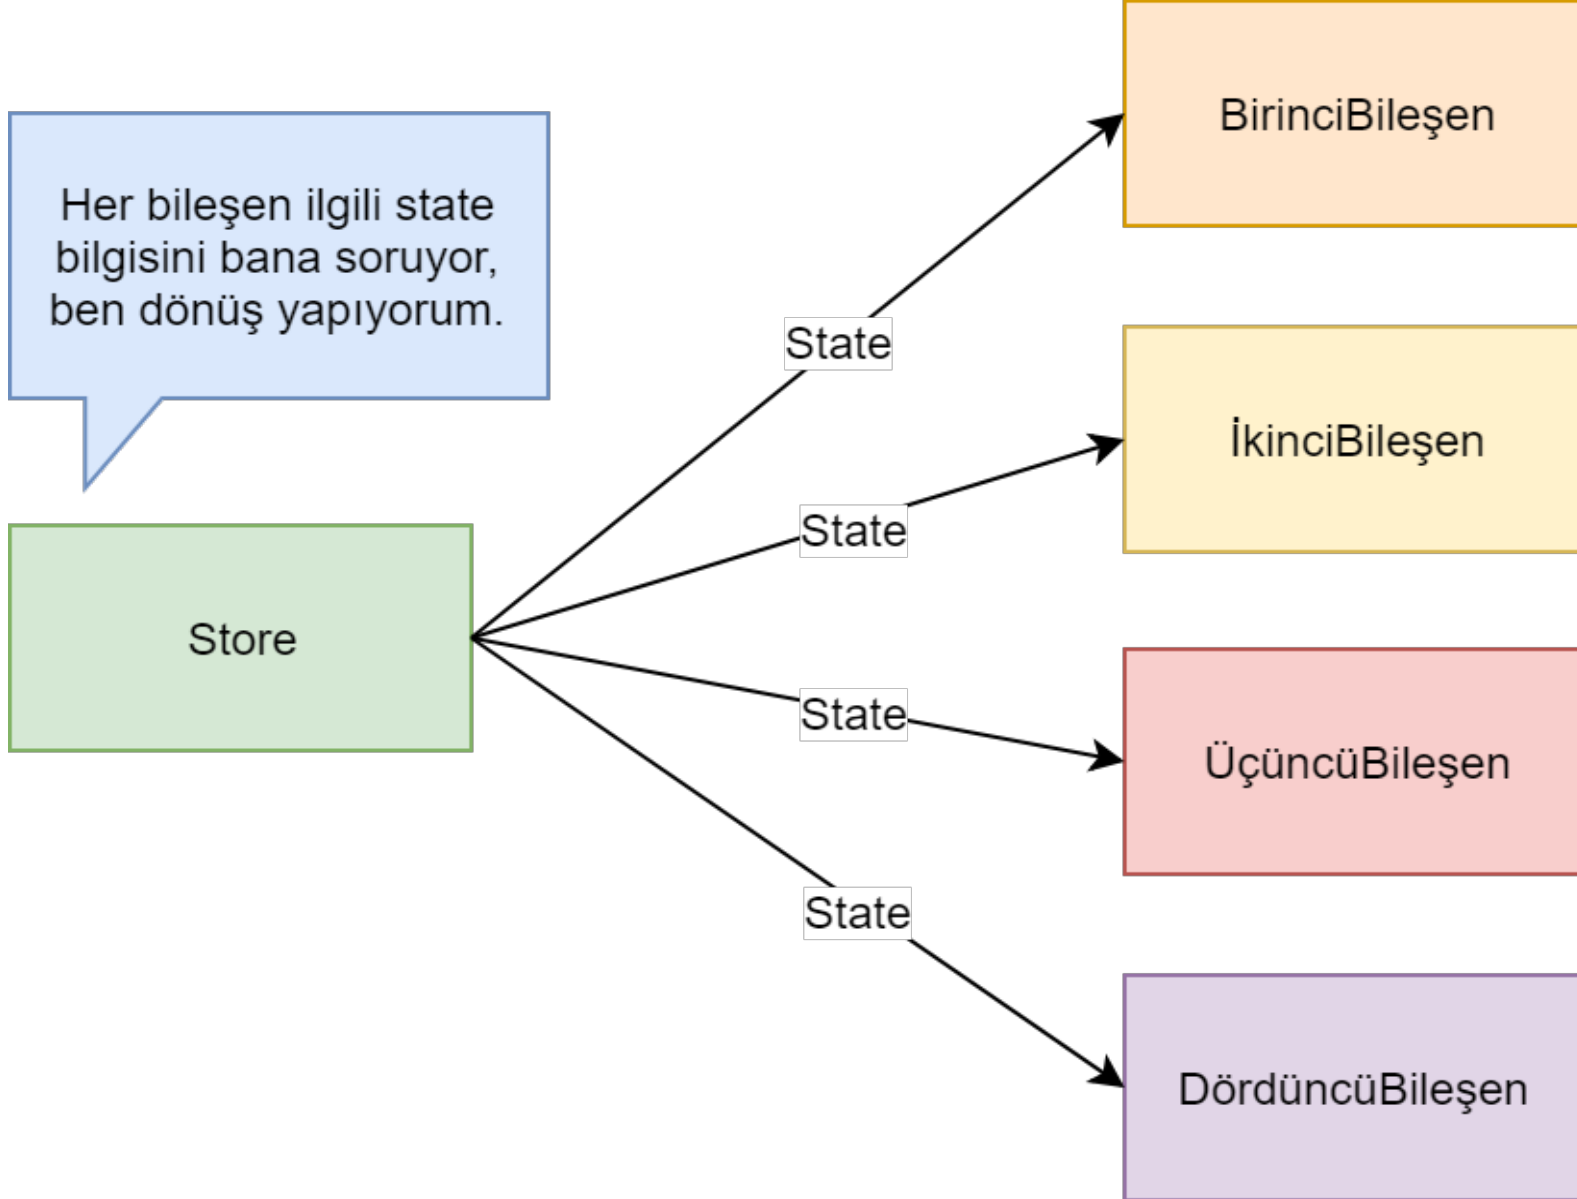 Her bileşen ilgili state
bilgisini bana soruyor,
ben dönüş yapıyorum.
Store
State
State
State
State
BirinciBileşen
İkinciBileşen
ÜçüncüBileşen
DördüncüBileşen